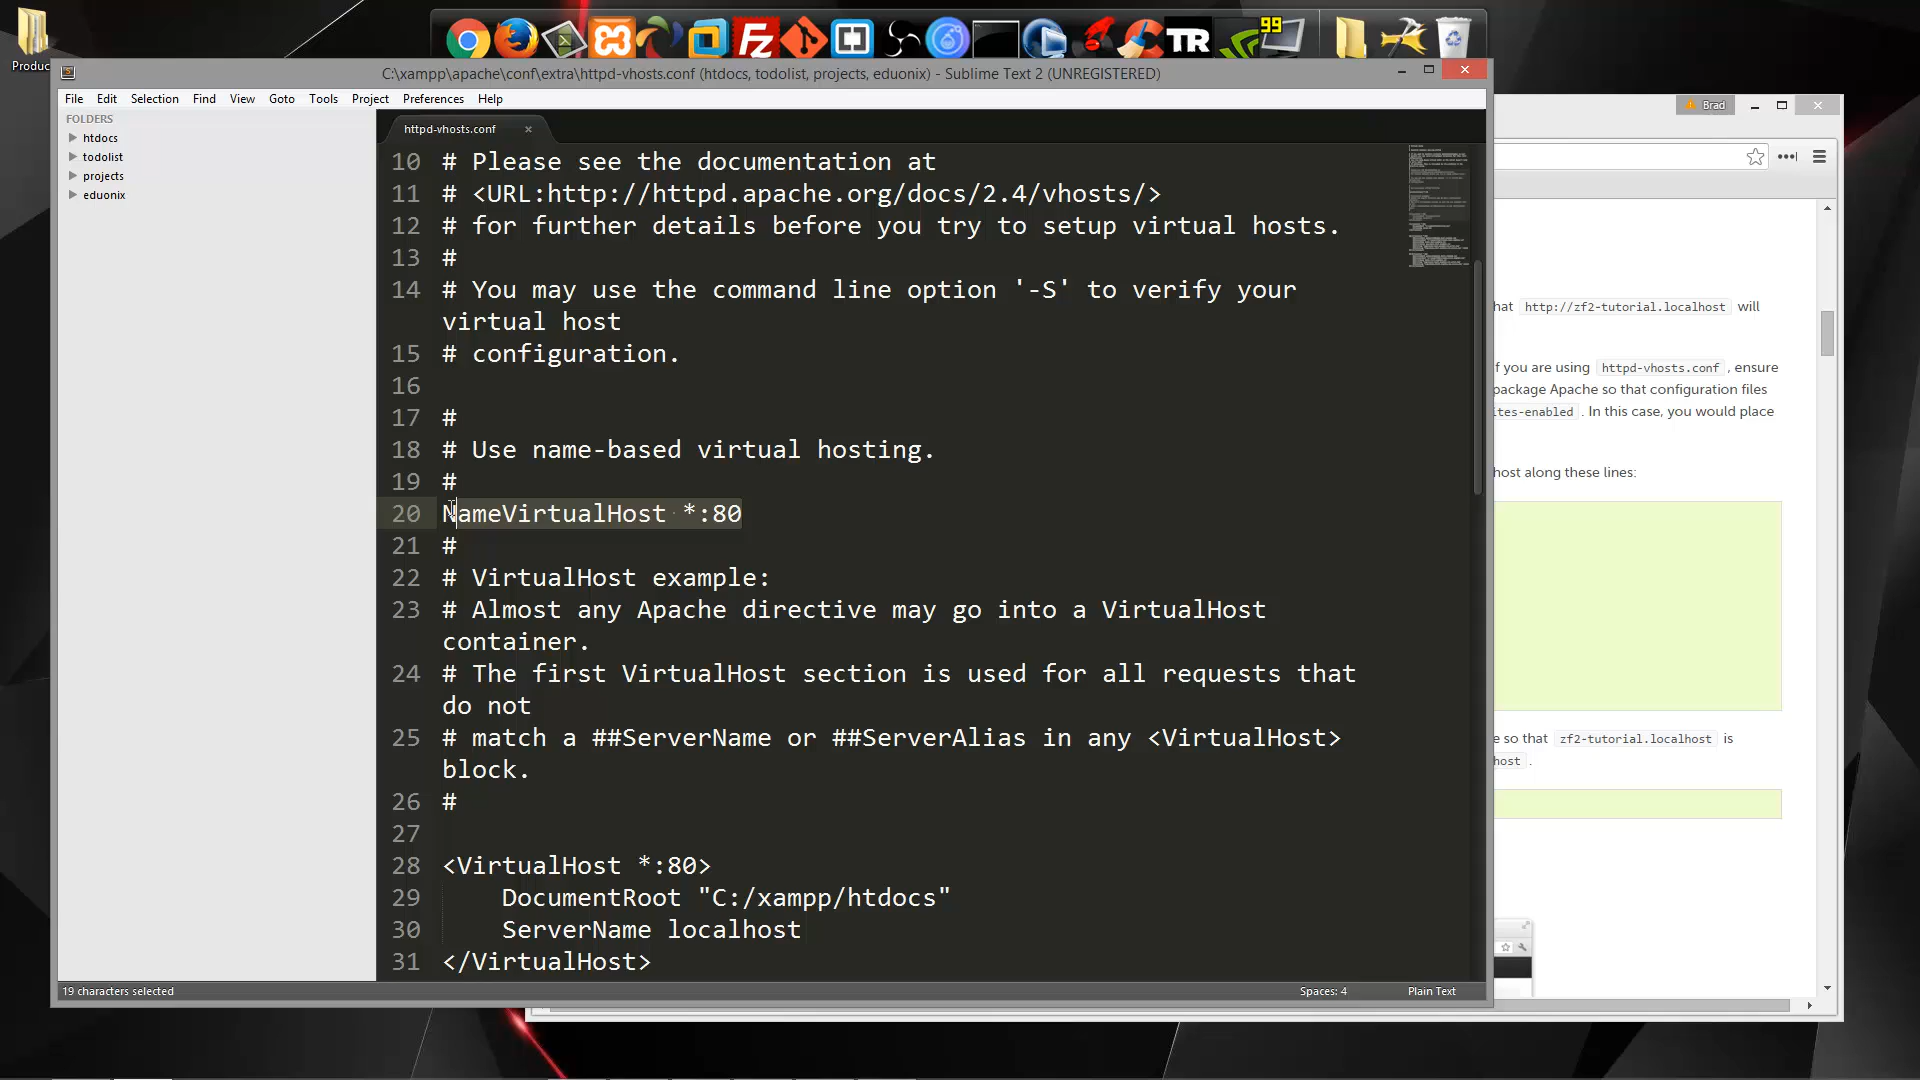 99
Produc
C:\xampp\apache\conf\extra\httpd-vhosts.conf (htdocs, todolist, projects, eduonix) - Sublime Text 2 (UNREGISTERED)
File Edit Selection Find View Goto Tools Project Preferences Help
FOLDERS
htdocs
todolist
projects
eduonix
httpd-vhosts.conf
10 # Please see the documentation at
11 # <URL:http://httpd.apache.org/docs/2.4/vhosts/>
12 # for further details before you try to setup virtual hosts.
13 #
14 # You may use the command line option '-S' to verify your
virtual host
15 # configuration.
16
17 #
18 # Use name-based virtual hosting.
19 #
20 NameVirtualHost *:80
21 #
22 # VirtualHost example:
23 # Almost any Apache directive may go into a VirtualHost
container.
24 # The first VirtualHost section is used for all requests that
do not
25 # match a ##ServerName or ##ServerAlias in any <VirtualHost>
block.
26 #
27
28 <VirtualHost *:80>
29 DocumentRoot "C:/xampp/htdocs"
30 ServerName localhost
31 </VirtualHost>
19 characters selected
Spaces: 4
Plain Text
Fz
TR
Brad
hat http://zf2-tutorial.localhost will
f you are using httpd-vhosts.conf , ensure
package Apache so that configuration files
ites-enabled . In this case, you would place
host along these lines:
e so that zf2-tutorial.localhost is
host .